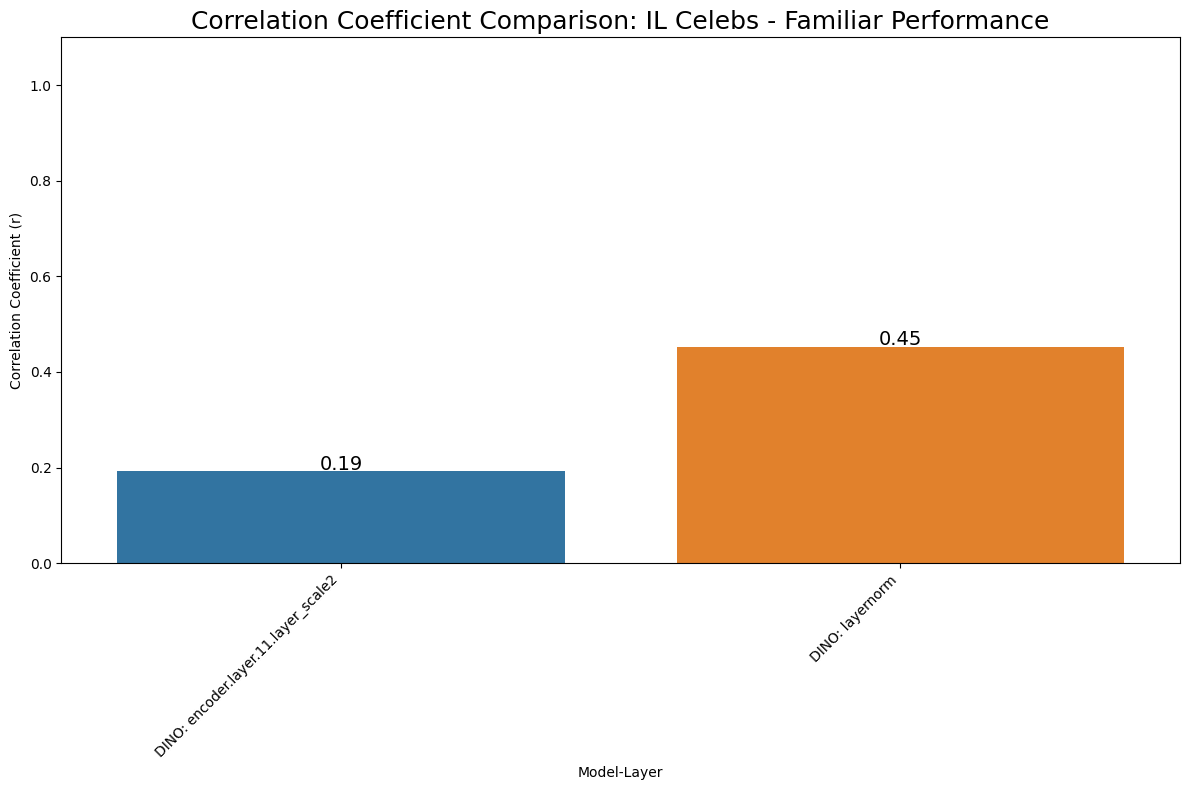 Correlation Coefficient Comparison: IL Celebs - Familiar Performance
Correlation Coefficient (r)
1.0
0.8
0.6
0.4
0.2
0.0
0.19
0.45
DINO: encoder.layer.11.layer_scale2
DINO: layernorm
Model-Layer